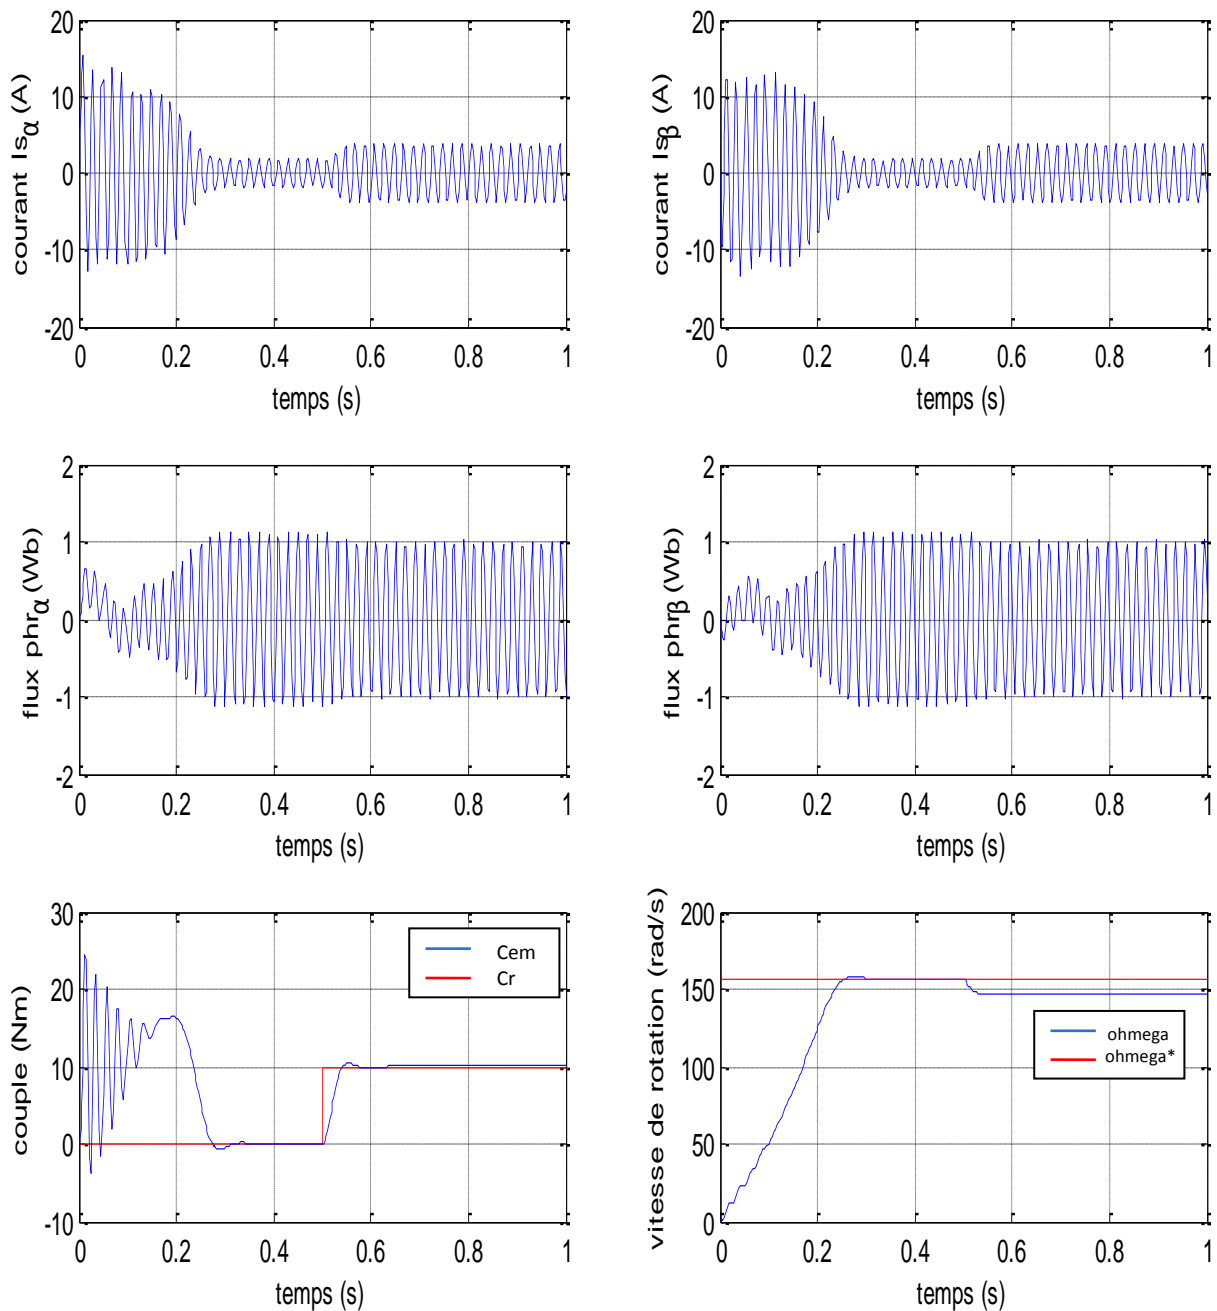 20
10
0
-10
-20
courant Isα (A)
0 0.2 0.4 0.6 0.8 1
temps (s)
20
10
0
-10
-20
courant Isβ (A)
0 0.2 0.4 0.6 0.8 1
temps (s)
2
1
0
-1
-2
flux phrα (Wb)
0 0.2 0.4 0.6 0.8 1
temps (s)
2
1
0
-1
-2
flux phrβ (Wb)
0 0.2 0.4 0.6 0.8 1
temps (s)
30
20
10
0
-10
couple (Nm)
Cem
Cr
0 0.2 0.4 0.6 0.8 1
temps (s)
200
150
100
50
0
vitesse de rotation (rad/s)
ohmega
ohmega*
0 0.2 0.4 0.6 0.8 1
temps (s)